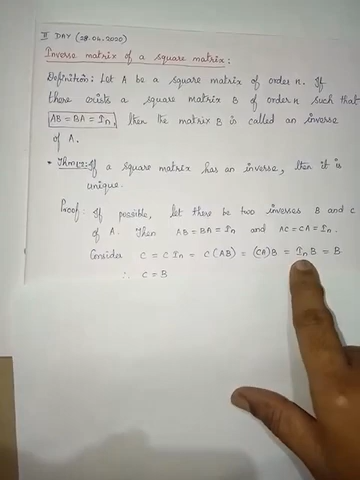 II DAY (28.04.2020)
Inverse matrix of a square matrix:
Definition: Let A be a square matrix of order n. If
there exists a square matrix B of order n such that
AB = BA = In, then the matrix B is called an inverse
of A.
• Thm:1: If a square matrix has an inverse, then it is
unique.
Proof: If possible, let there be two inverses B and C
of A. Then AB = BA = In and AC = CA = In.
Consider C = C In = C(AB) = (CA)B = In B = B
∴ C = B